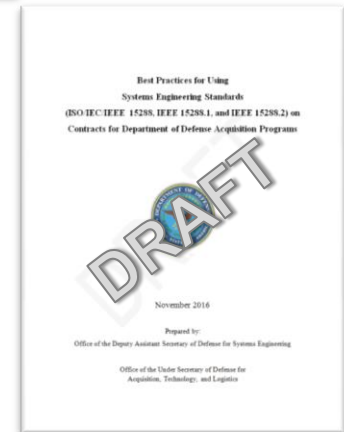 Best Practices for Using
Systems Engineering Standards
(ISO/IEC/IEEE 15288, IEEE 15288.1, and IEEE 15288.2) on
Contracts for Department of Defense Acquisition Programs
DRAFT
November 2016
Prepared by:
Office of the Deputy Assistant Secretary of Defense for Systems Engineering
Office of the Under Secretary of Defense for
Acquisition, Technology, and Logistics